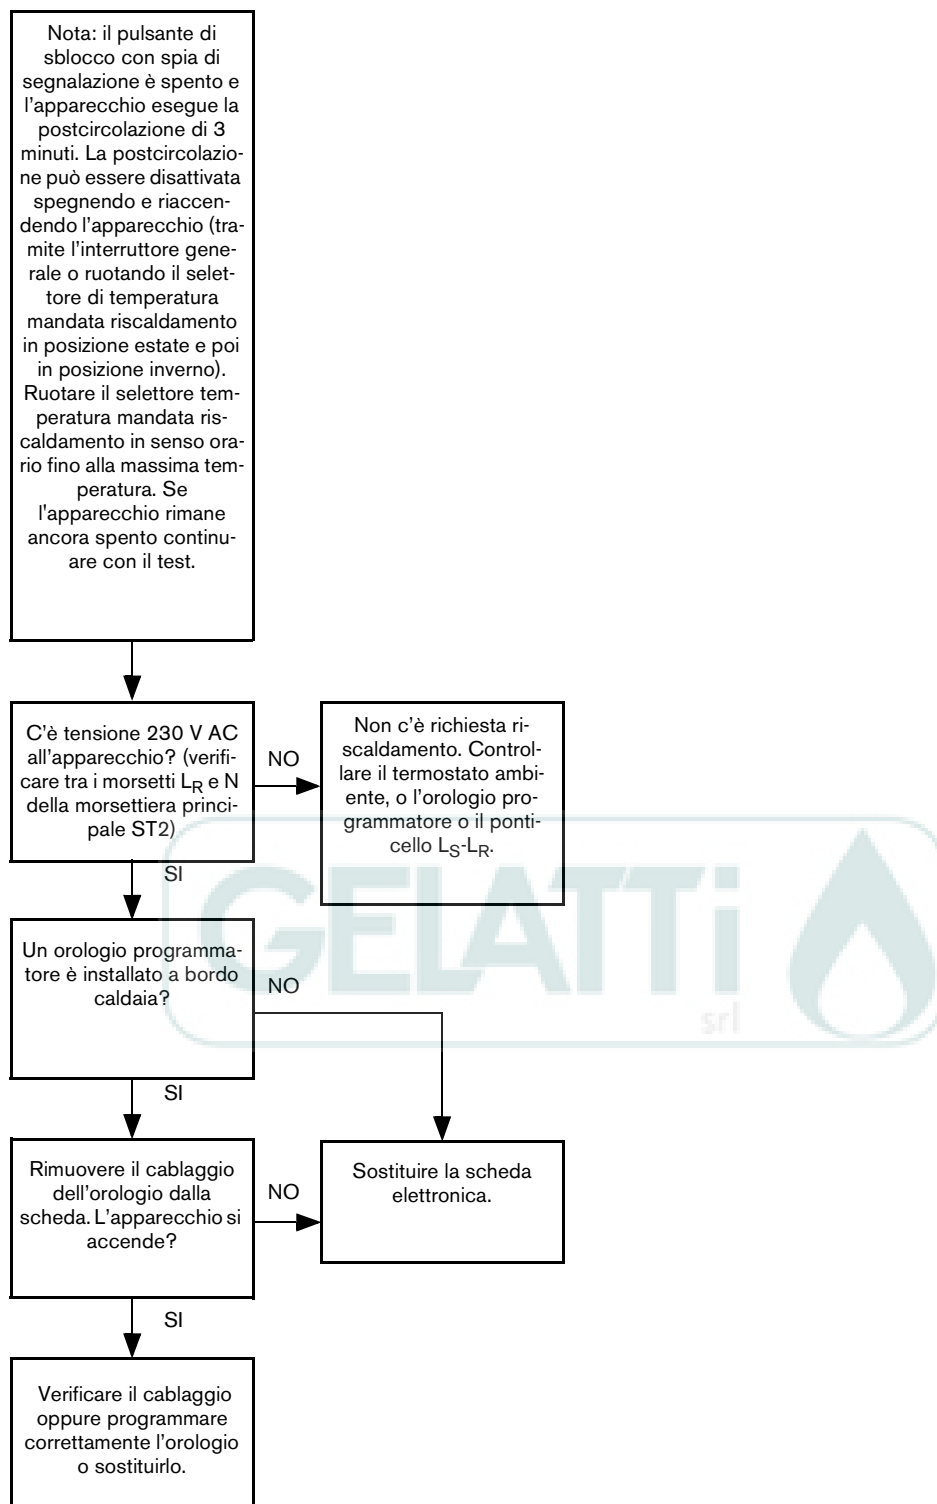 Nota: il pulsante di
sblocco con spia di
segnalazione è spento e
l'apparecchio esegue la
postcircolazione di 3
minuti. La postcircolazio-
ne può essere disattivata
spegnendo e riaccen-
dendo l'apparecchio (tra-
mite l'interruttore gene-
rale o ruotando il selet-
tore di temperatura
mandata riscaldamento
in posizione estate e poi
in posizione inverno).
Ruotare il selettore tem-
peratura mandata ris-
caldamento in senso ora-
rio fino alla massima tem-
peratura. Se
l'apparecchio rimane
ancora spento continu-
are con il test.
C'è tensione 230 V AC
all'apparecchio? (verifi-
care tra i morsetti LR e N
della morsettiera princi-
pale ST2)
NO
Non c'è richiesta ri-
scaldamento. Control-
lare il termostato ambi-
ente, o l'orologio pro-
grammatore o il ponti-
cello LS-LR.
SI
GELATTi
srl
Un orologio programma-
tore è installato a bordo
caldaia?
NO
SI
Rimuovere il cablaggio
dell'orologio dalla
scheda. L'apparecchio si
accende?
NO
Sostituire la scheda
elettronica.
SI
Verificare il cablaggio
oppure programmare
correttamente l'orologio
o sostituirlo.